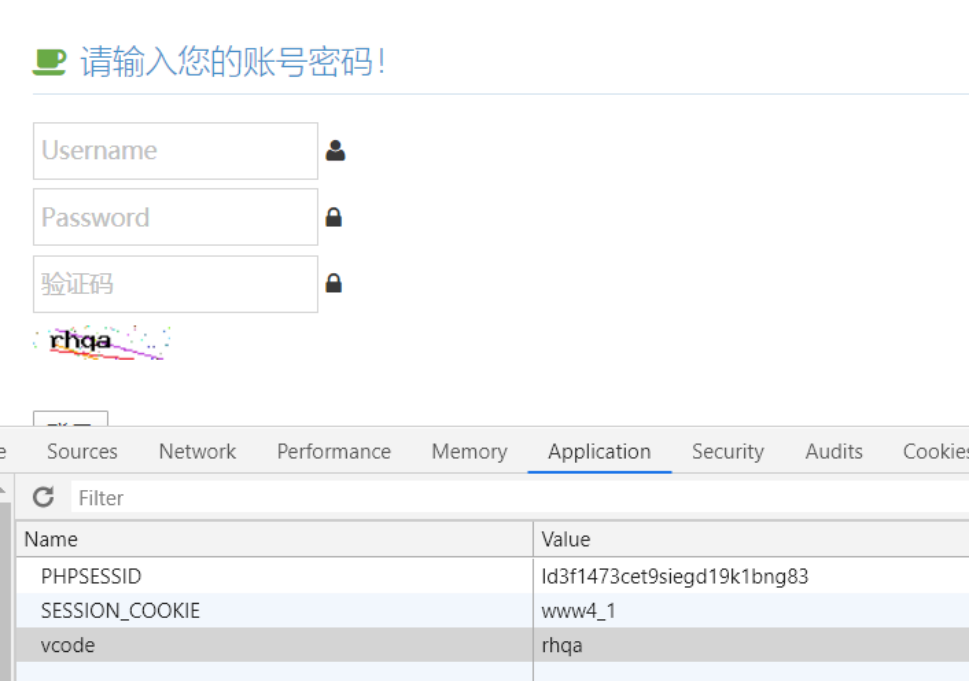 请输入您的账号密码!
Username
Password
验证码
rhqa
Sources Network Performance Memory Application Security Audits Cookies
Filter
Name Value
PHPSESSID ld3f1473cet9siegd19k1bng83
SESSION_COOKIE www4_1
vcode rhqa